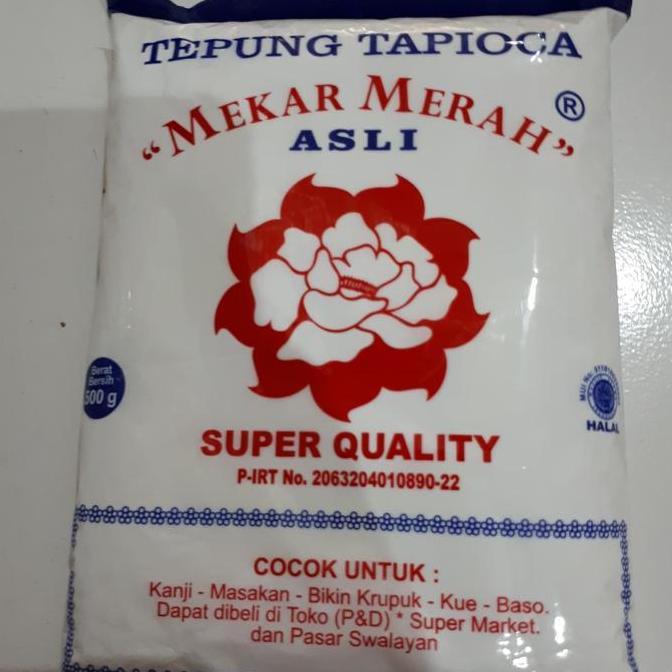 TEPUNG TAPIOCA
"MEKAR MERAH" ®
ASLI
Berat
Bersih
500 g
HALAL
SUPER QUALITY
P-IRT No. 2063204010890-22
COCOK UNTUK :
Kanji - Masakan - Bikin Krupuk - Kue - Baso.
Dapat dibeli di Toko (P&D) * Super Market.
dan Pasar Swalayan